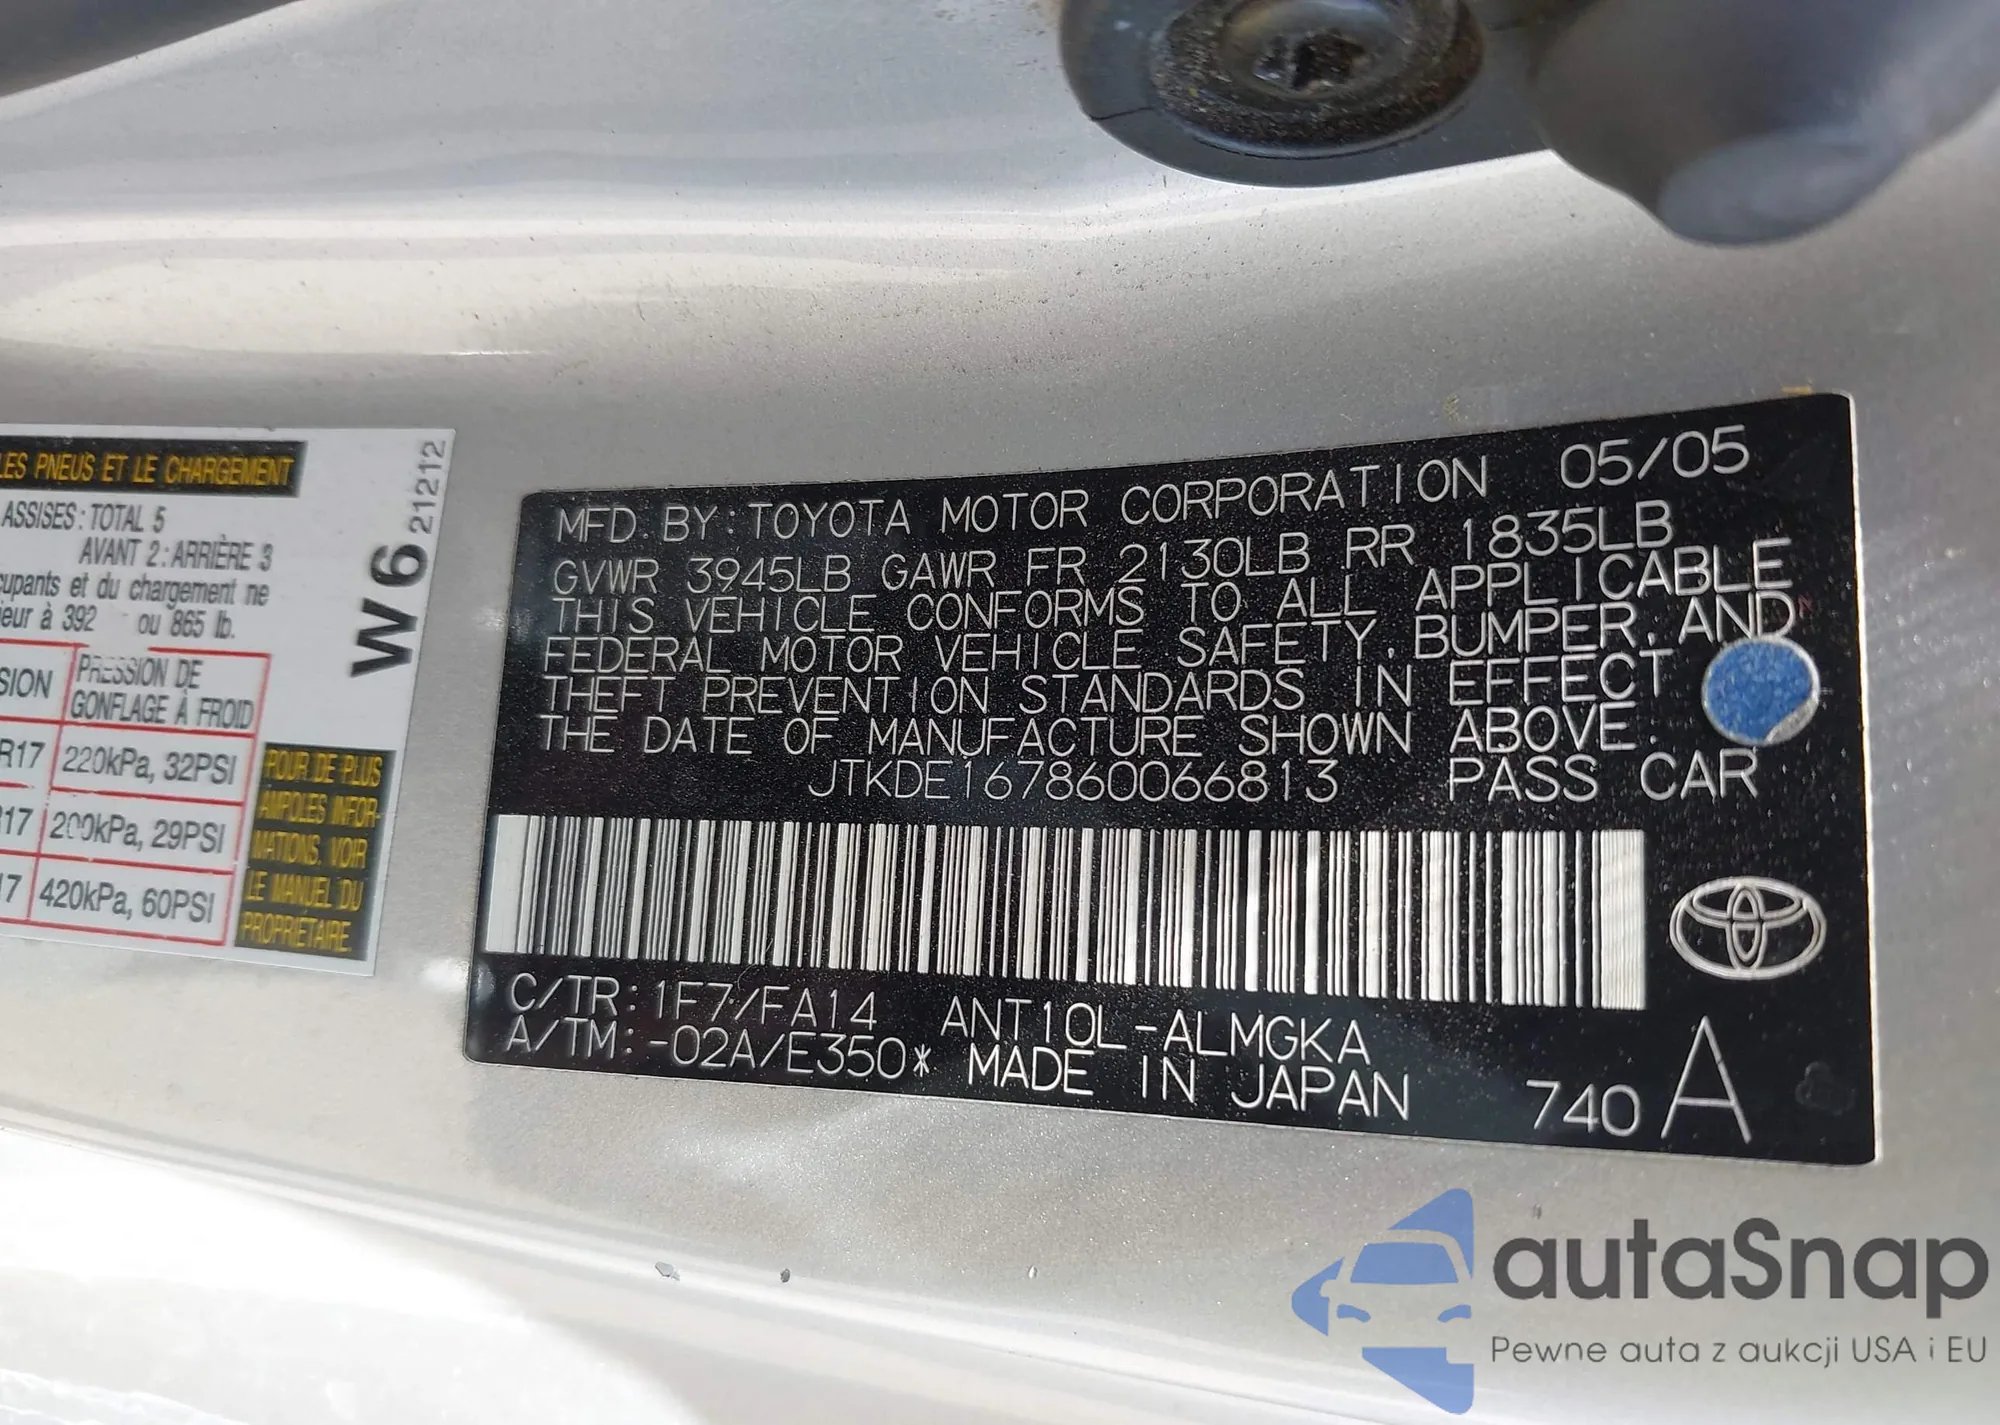 LES PNEUS ET LE CHARGEMENT
ASSISES: TOTAL 5
AVANT 2: ARRIÈRE 3
et du chargement ne
à 392 ou 865 lb.
PRESSION DE
GONFLAGE À FROID
R17 220kPa, 32PSI
17 200kPa, 29PSI
17 420kPa, 60PSI
W6 21212
POUR DE PLUS
AMPOLES INFOR-
MATIONS. VOIR
LE MANUEL DU
PROPRIÉTAIRE.
MFD. BY: TOYOTA MOTOR CORPORATION 05/05
GVWR 3945LB GAWR FR 2130LB RR 1835LB
THIS VEHICLE CONFORMS TO ALL APPLICABLE
FEDERAL MOTOR VEHICLE SAFETY, BUMPER, AND
THEFT PREVENTION STANDARDS IN EFFECT
THE DATE OF MANUFACTURE SHOWN ABOVE.
JTKDE167860066813 PASS CAR
C/TR: 1F7/FA14 ANT10L-ALMGKA
A/TM: -02A/E350* MADE IN JAPAN 740 A
autaSnap
Pewne auta z aukcji USA i EU